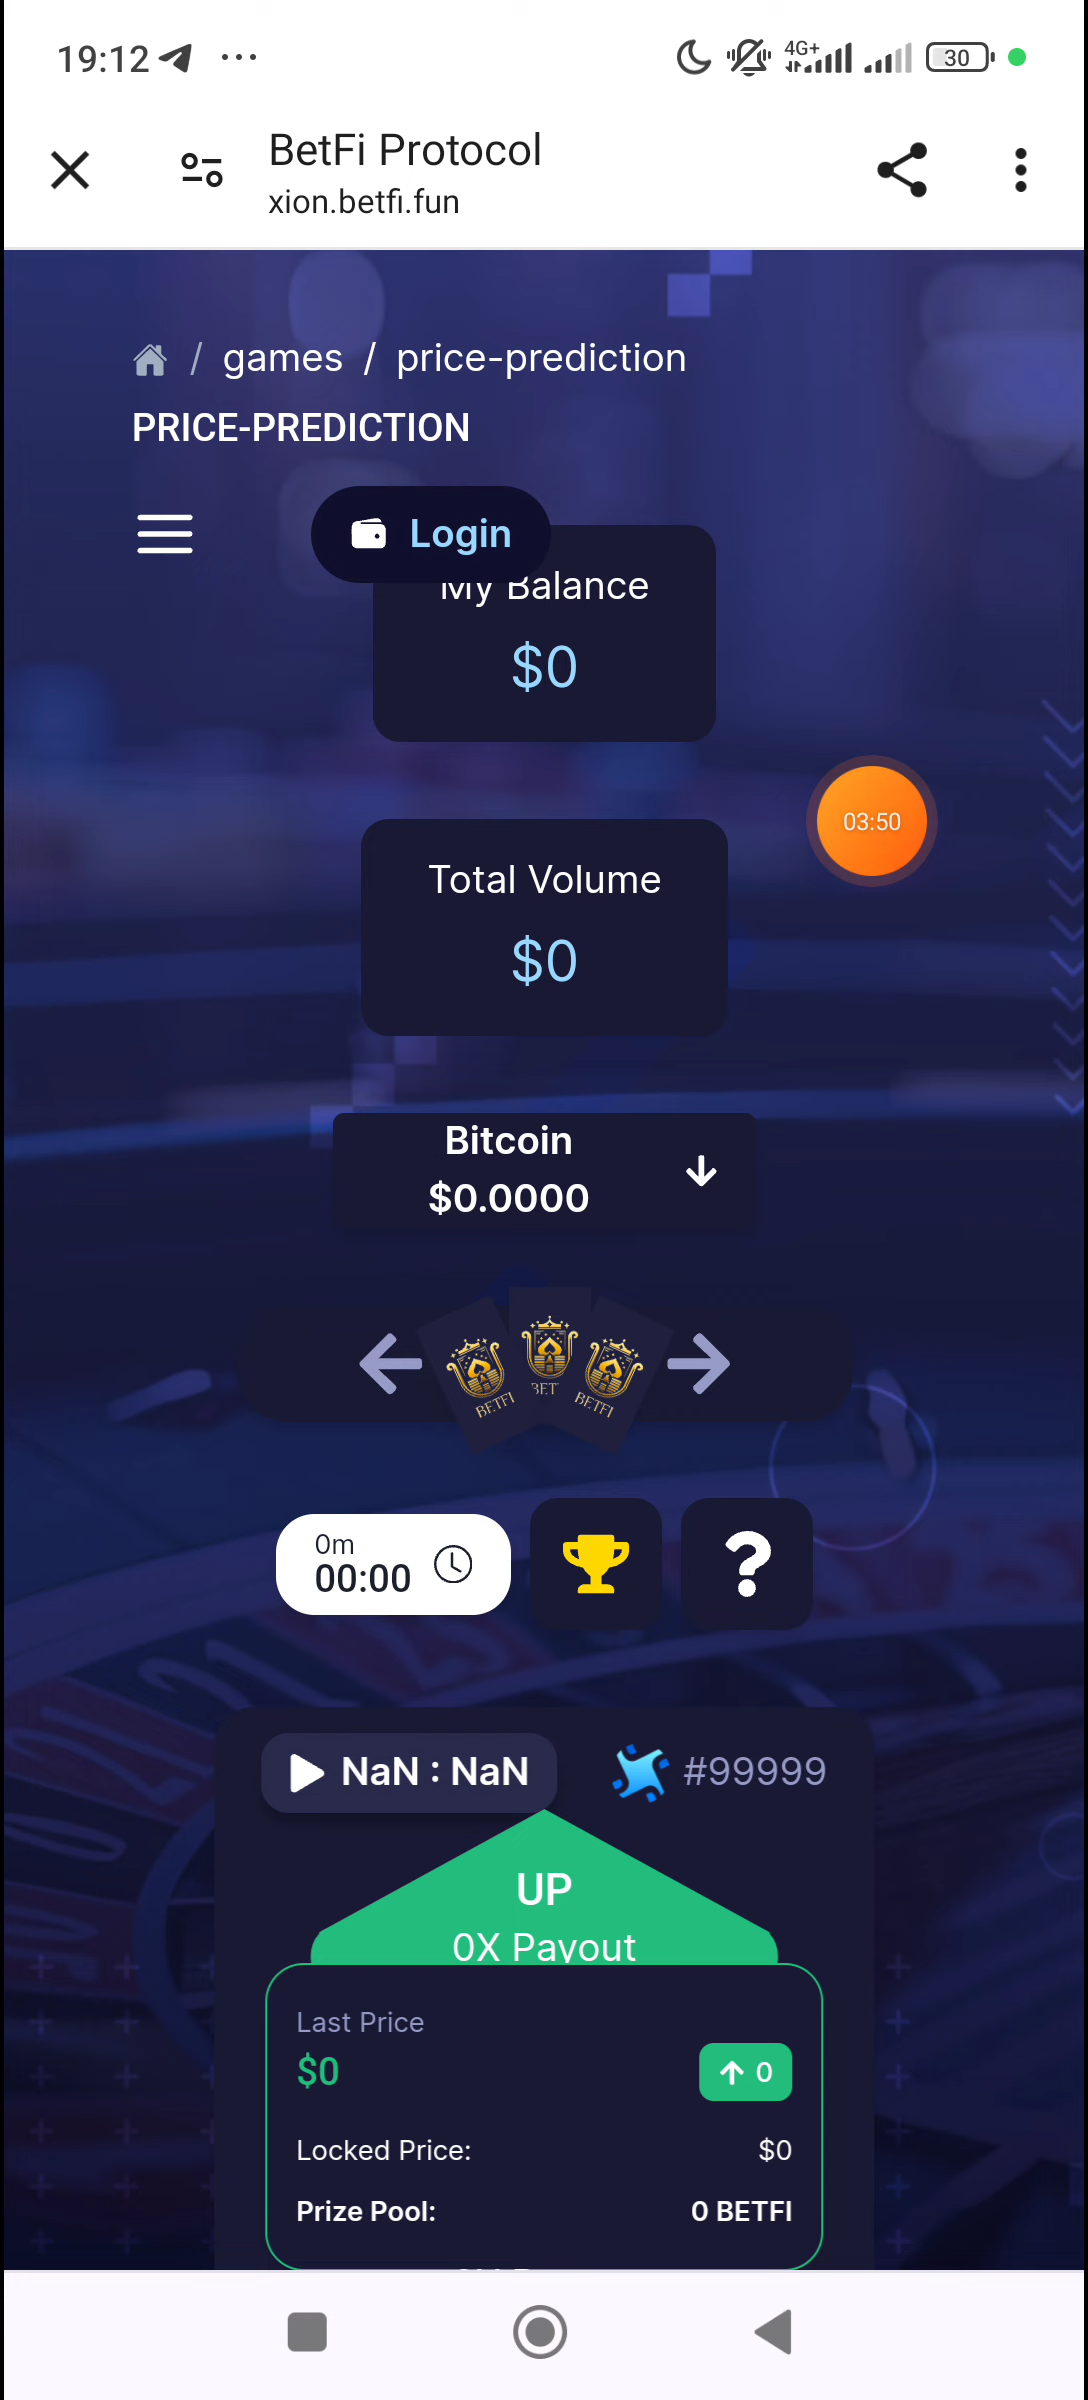 19:12
4G+
30
BetFi Protocol
xion.betfi.fun
/ games / price-prediction
PRICE-PREDICTION
Login
My Balance
$0
03:50
Total Volume
$0
Bitcoin
$0.0000
BETFI BET BETFI
0m
00:00
?
NaN : NaN #99999
UP
0X Payout
Last Price
$0
0
Locked Price: $0
Prize Pool: 0 BETFI